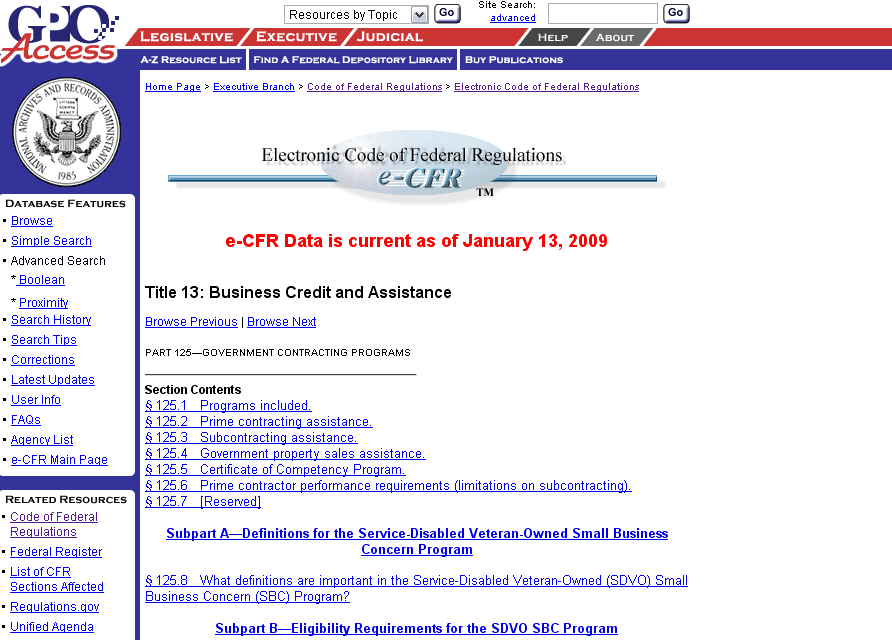 GPO Access
Resources by Topic Go Site Search: advanced Go
LEGISLATIVE EXECUTIVE JUDICIAL HELP ABOUT
A-Z RESOURCE LIST FIND A FEDERAL DEPOSITORY LIBRARY BUY PUBLICATIONS
NATIONAL ARCHIVES AND RECORDS ADMINISTRATION
LITTERA SCRIPTA MANET
1985
DATABASE FEATURES
• Browse
• Simple Search
• Advanced Search
* Boolean
* Proximity
• Search History
• Search Tips
• Corrections
• Latest Updates
• User Info
• FAQs
• Agency List
• e-CFR Main Page
RELATED RESOURCES
• Code of Federal
Regulations
• Federal Register
• List of CFR
Sections Affected
• Regulations.gov
• Unified Agenda
Home Page > Executive Branch > Code of Federal Regulations > Electronic Code of Federal Regulations
Electronic Code of Federal Regulations
e-CFR
TM
e-CFR Data is current as of January 13, 2009
Title 13: Business Credit and Assistance
Browse Previous | Browse Next
PART 125—GOVERNMENT CONTRACTING PROGRAMS
Section Contents
§ 125.1 Programs included.
§ 125.2 Prime contracting assistance.
§ 125.3 Subcontracting assistance.
§ 125.4 Government property sales assistance.
§ 125.5 Certificate of Competency Program.
§ 125.6 Prime contractor performance requirements (limitations on subcontracting).
§ 125.7 [Reserved]
Subpart A—Definitions for the Service-Disabled Veteran-Owned Small Business
Concern Program
§ 125.8 What definitions are important in the Service-Disabled Veteran-Owned (SDVO) Small
Business Concern (SBC) Program?
Subpart B—Eligibility Requirements for the SDVO SBC Program